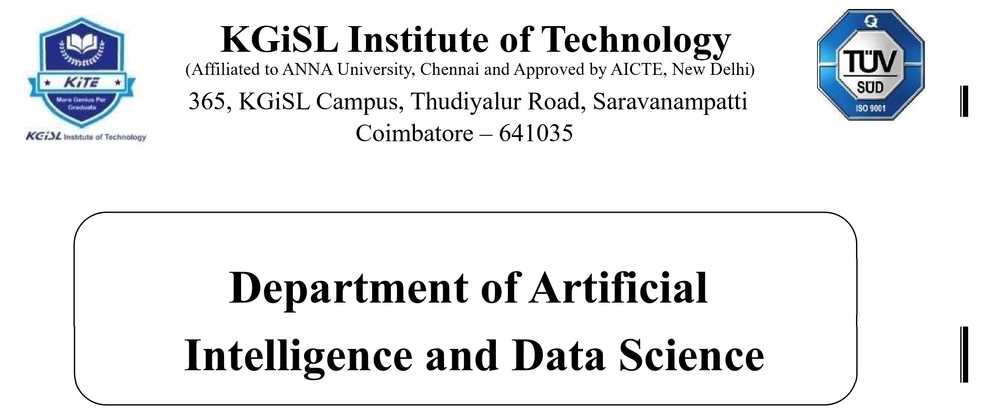 KGiSL Institute of Technology
(Affiliated to ANNA University, Chennai and Approved by AICTE, New Delhi)
365, KGiSL Campus, Thudiyalur Road, Saravanampatti
Coimbatore – 641035
KiTE
More Genius Per
Graduate
KGiSL Institute of Technology
TÜV
SÜD
ISO 9001
Department of Artificial
Intelligence and Data Science